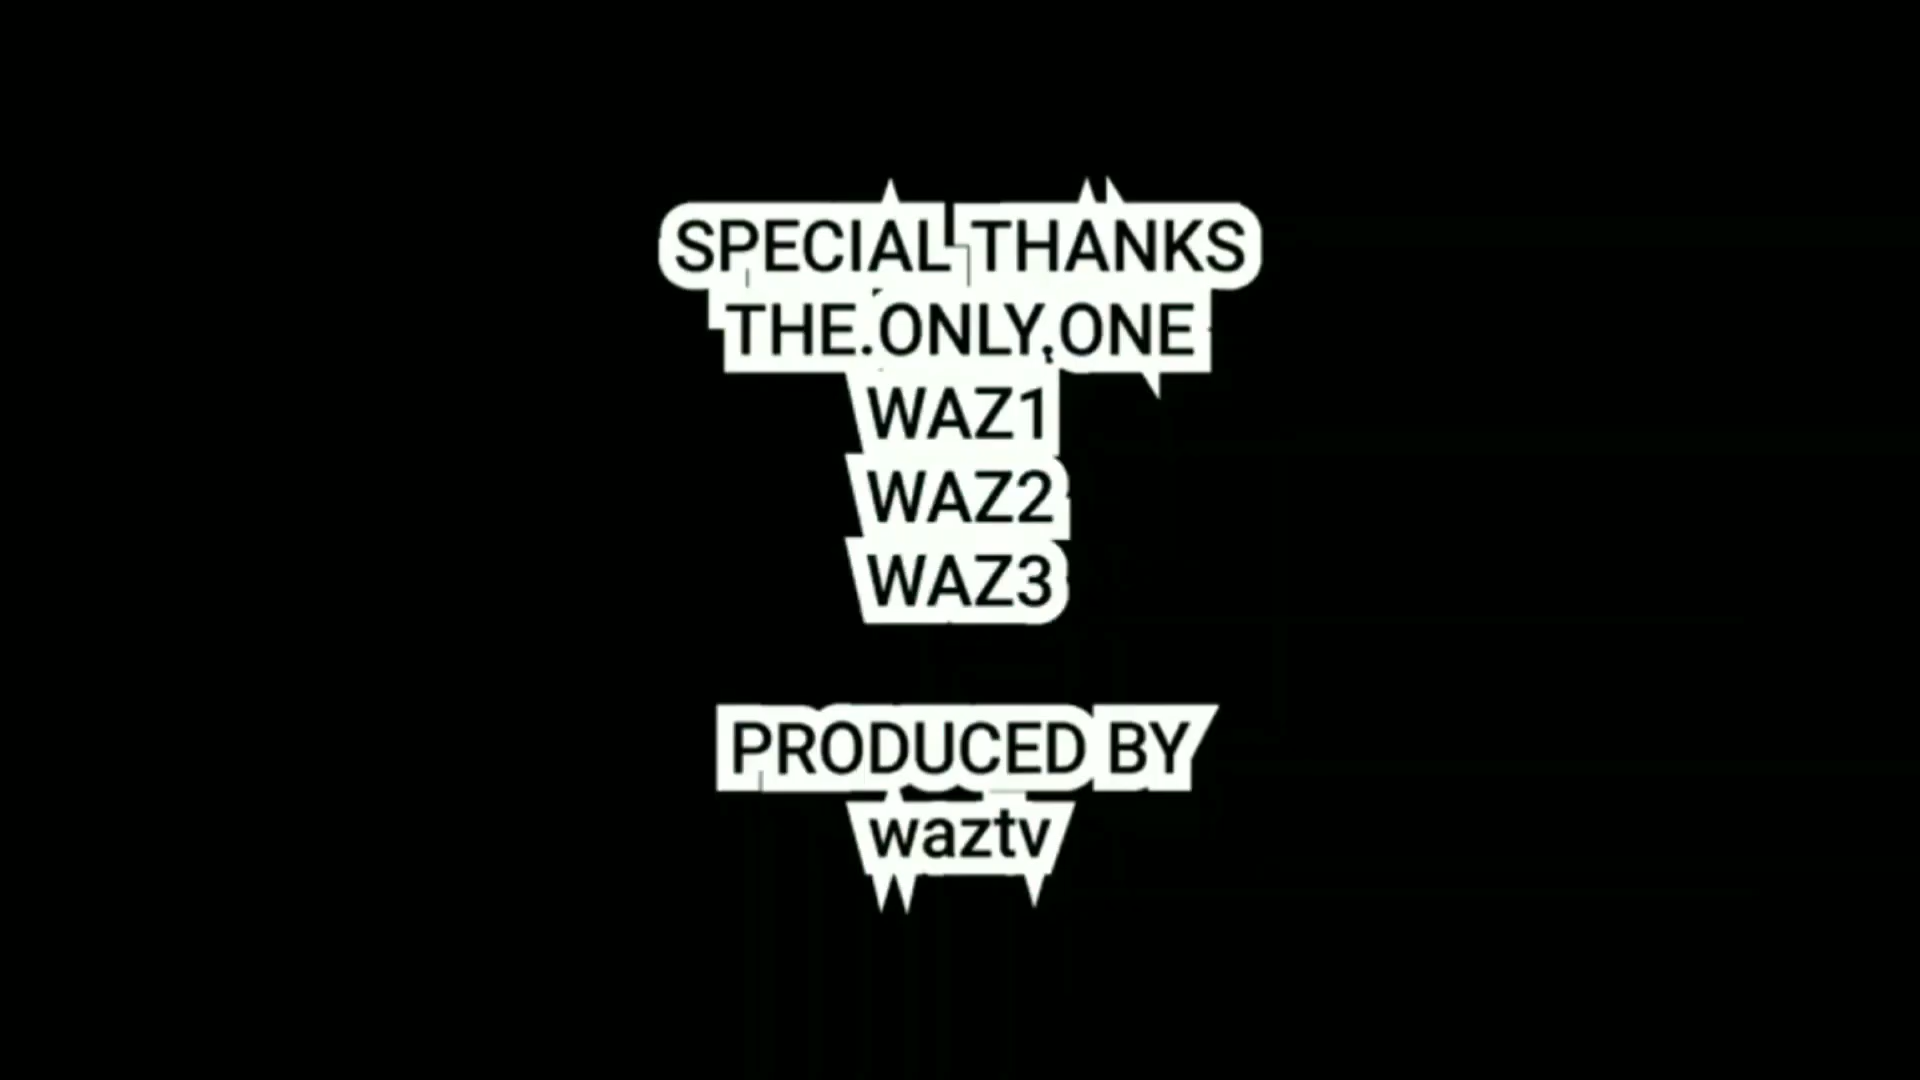 SPECIAL THANKS
THE.ONLY.ONE
WAZ1
WAZ2
WAZ3
PRODUCED BY
waztv